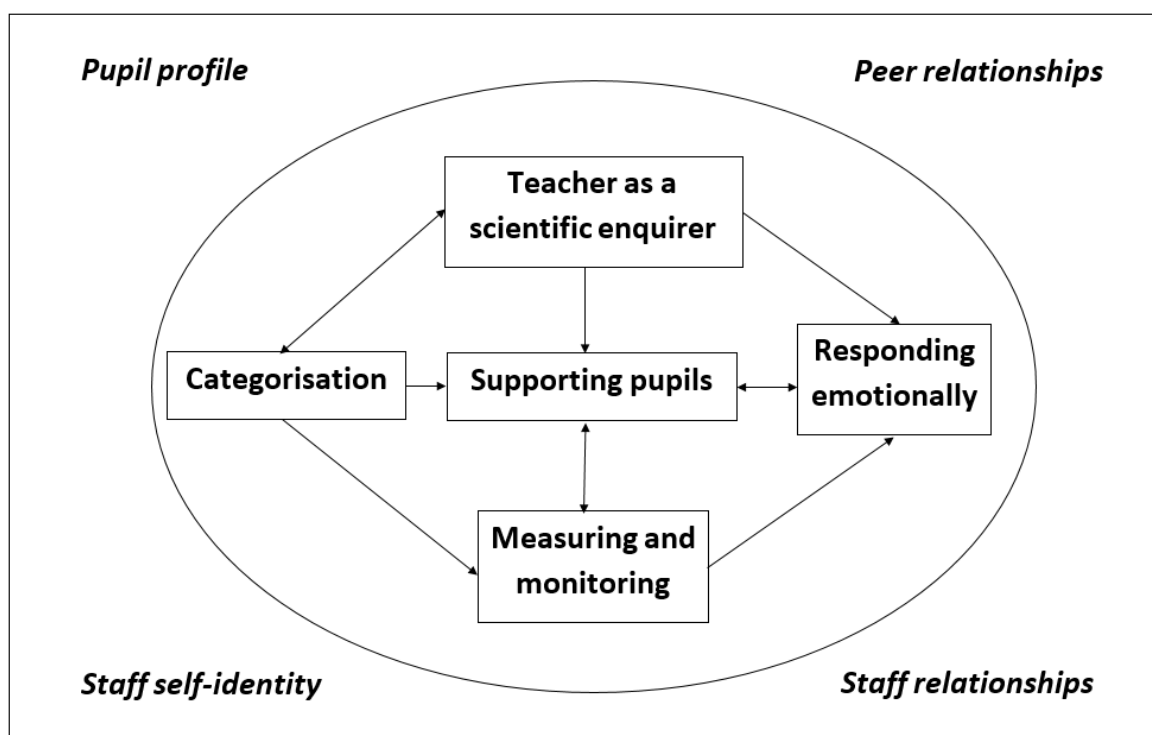 Pupil profile
Peer relationships
Teacher as a
scientific enquirer
Categorisation
Supporting pupils
Responding
emotionally
Measuring and
monitoring
Staff self-identity
Staff relationships